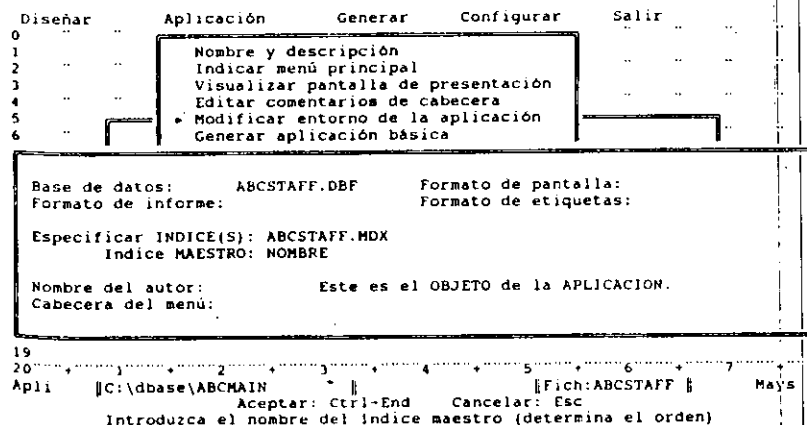 Diseñar Aplicación Generar Configurar Salir
0
1 Nombre y descripción
2 Indicar menú principal
3 Visualizar pantalla de presentación
4 Editar comentarios de cabecera
5 Modificar entorno de la aplicación
6 Generar aplicación básica
Base de datos: ABCSTAFF.DBF Formato de pantalla:
Formato de informe: Formato de etiquetas:
Especificar INDICE(S): ABCSTAFF.MDX
Indice MAESTRO: NOMBRE
Nombre del autor: Este es el OBJETO de la APLICACION.
Cabecera del menú:
19
20 1 2 3 4 5 6 7
Apli C:\dbase\ABCMAIN Fich:ABCSTAFF Mays
Aceptar: Ctrl-End Cancelar: Esc
Introduzca el nombre del índice maestro (determina el orden)